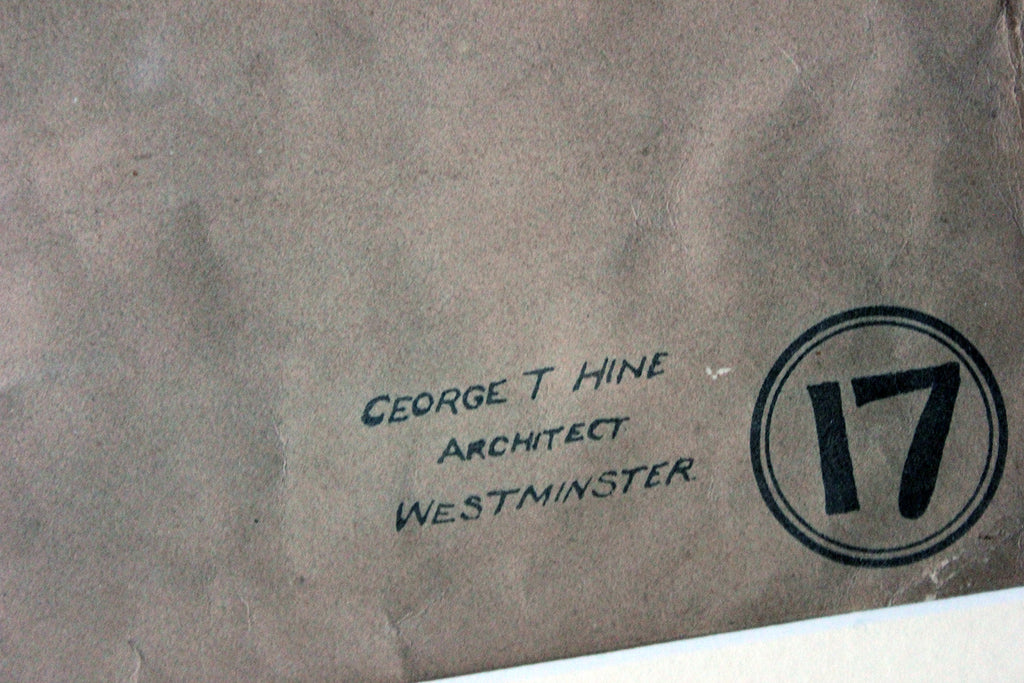 GEORGE T HINE
ARCHITECT
WESTMINSTER
17